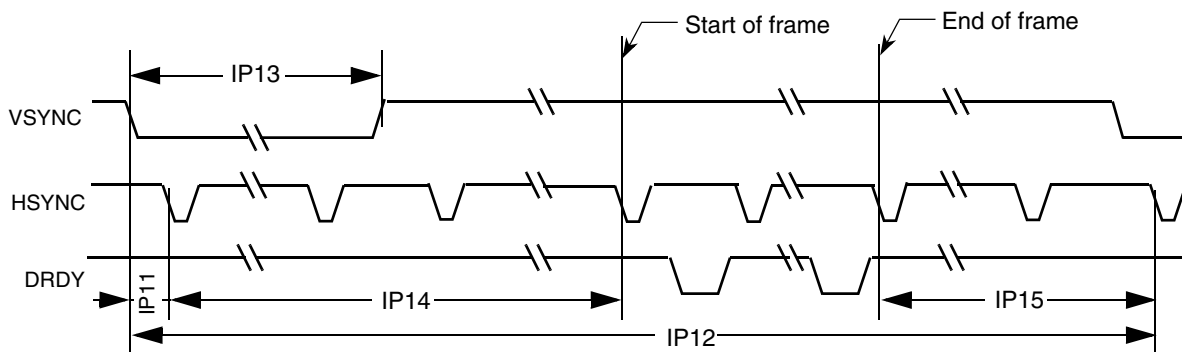 Start of frame
End of frame
IP13
VSYNC
HSYNC
DRDY
IP11
IP14
IP15
IP12